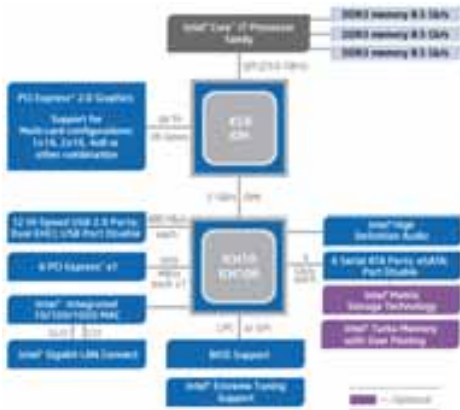 Intel® Core™ i7 Processor
family
DDR3 memory 8.5 Gb/s
DDR3 memory 8.5 Gb/s
DDR3 memory 8.5 Gb/s
PCI Express* 2.0 Graphics
Support for
Multi-card configurations:
1x16, 2x16, 4x8 or
other combination
X58
IOH
2 GB/s DMI
12 Hi-Speed USB 2.0 Ports;
Dual EHCI; USB Port Disable
each
6 PCI Express* x1
each x1
Intel® Integrated
10/100/1000 MAC
Intel® Gigabit LAN Connect
ICH10
ICH10R
Intel® High
Definition Audio
6 Serial ATA Ports; eSATA;
Port Disable
Intel® Matrix
Storage Technology
Intel® Turbo Memory
with User Pinning
LPC or SPI
BIOS Support
Intel® Extreme Tuning
Support
Optional